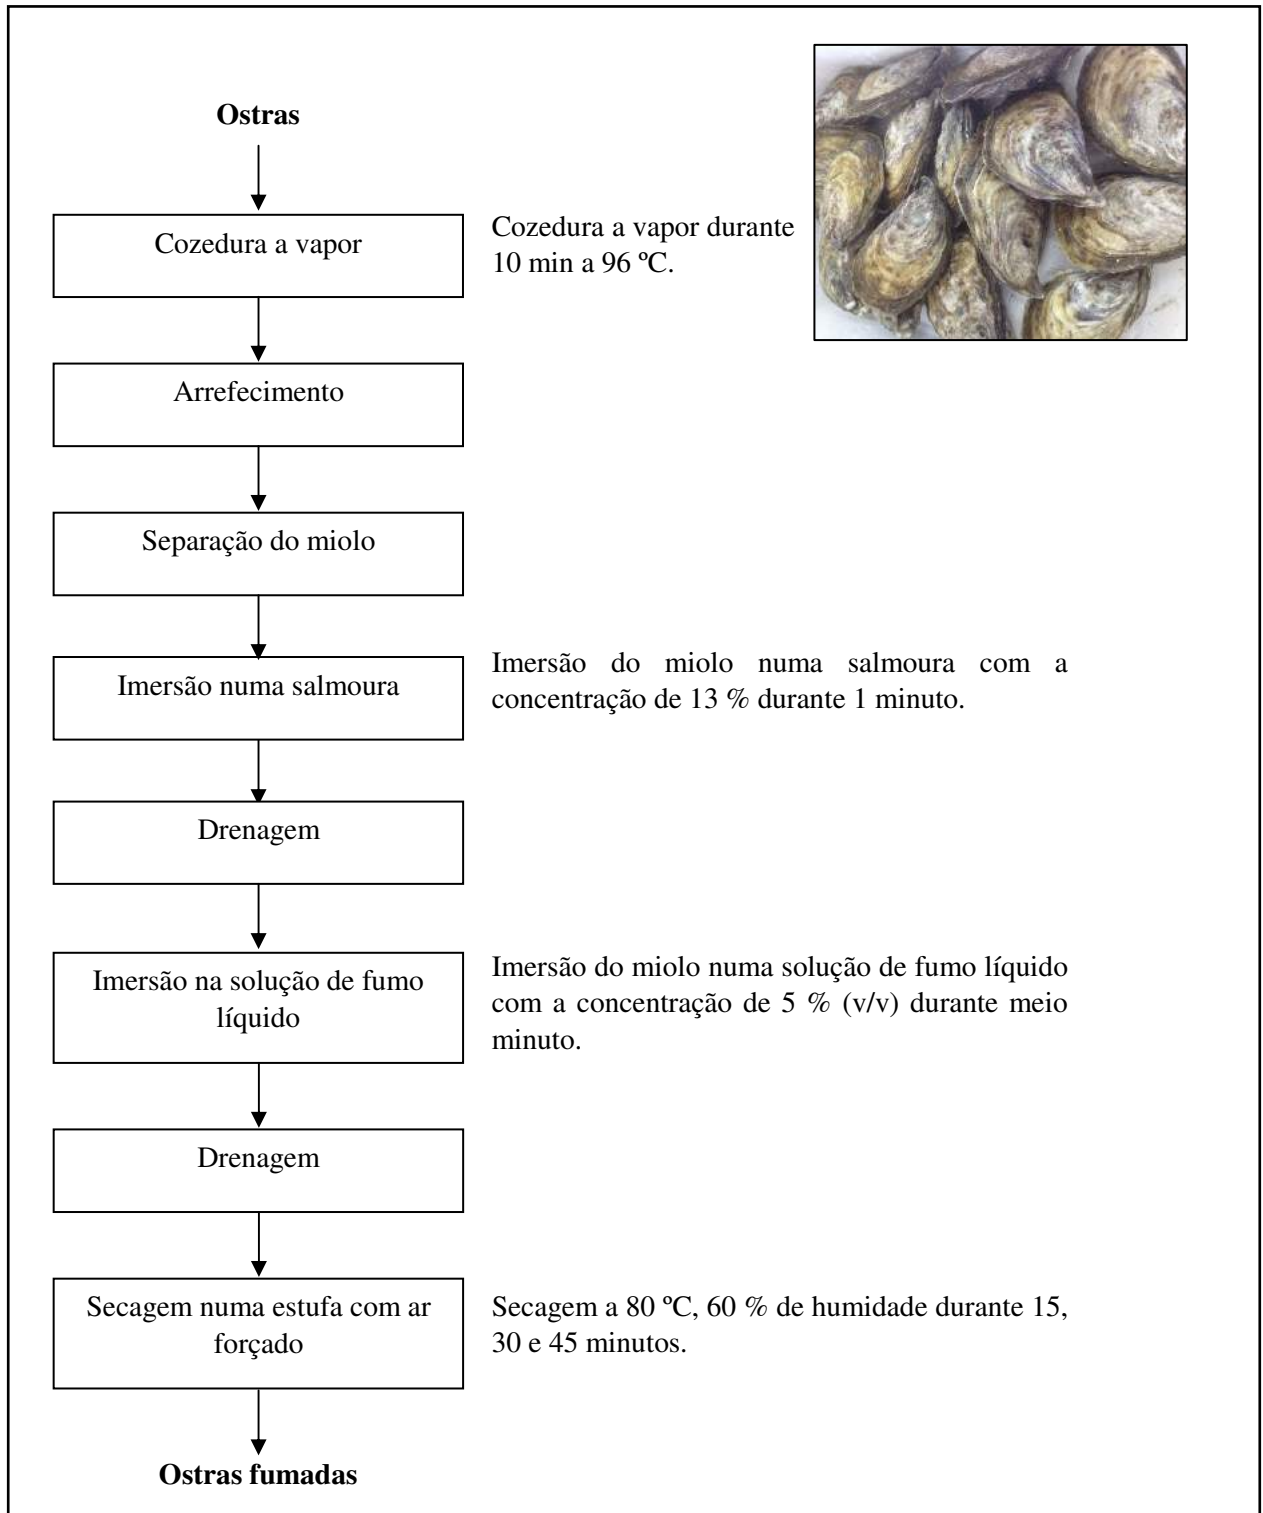 Ostras
Cozedura a vapor
Cozedura a vapor durante
10 min a 96 ºC.
Arrefecimento
Separação do miolo
Imersão numa salmoura
Imersão do miolo numa salmoura com a
concentração de 13 % durante 1 minuto.
Drenagem
Imersão na solução de fumo
líquido
Imersão do miolo numa solução de fumo líquido
com a concentração de 5 % (v/v) durante meio
minuto.
Drenagem
Secagem numa estufa com ar
forçado
Secagem a 80 ºC, 60 % de humidade durante 15,
30 e 45 minutos.
Ostras fumadas